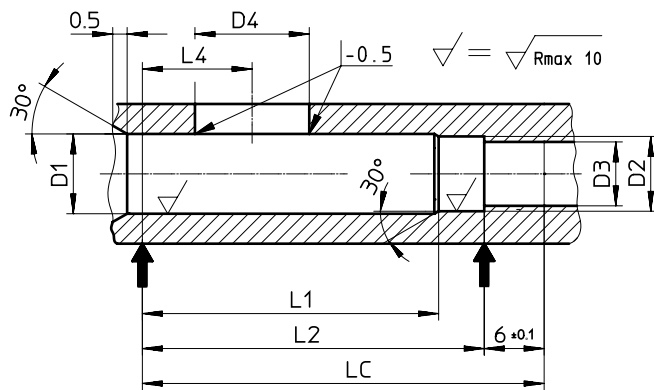 0.5
D4
L4
-0.5
√ = √ Rmax 10
30°
D1
30°
D3
D2
L1
L2
6 ±0.1
LC